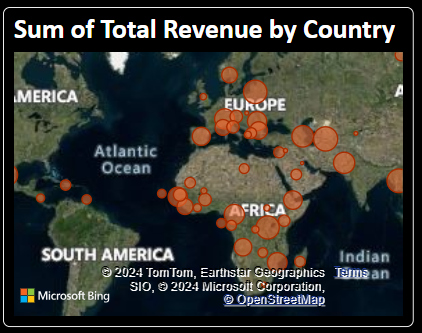 Sum of Total Revenue by Country
AMERICA
EUROPE
A
Atlantic
Ocean
AFRICA
SOUTH AMERICA
Indian
Ocean
© 2024 TomTom, Earthstar Geographics
SIO, © 2024 Microsoft Corporation,
© OpenStreetMap
Terms
Microsoft Bing